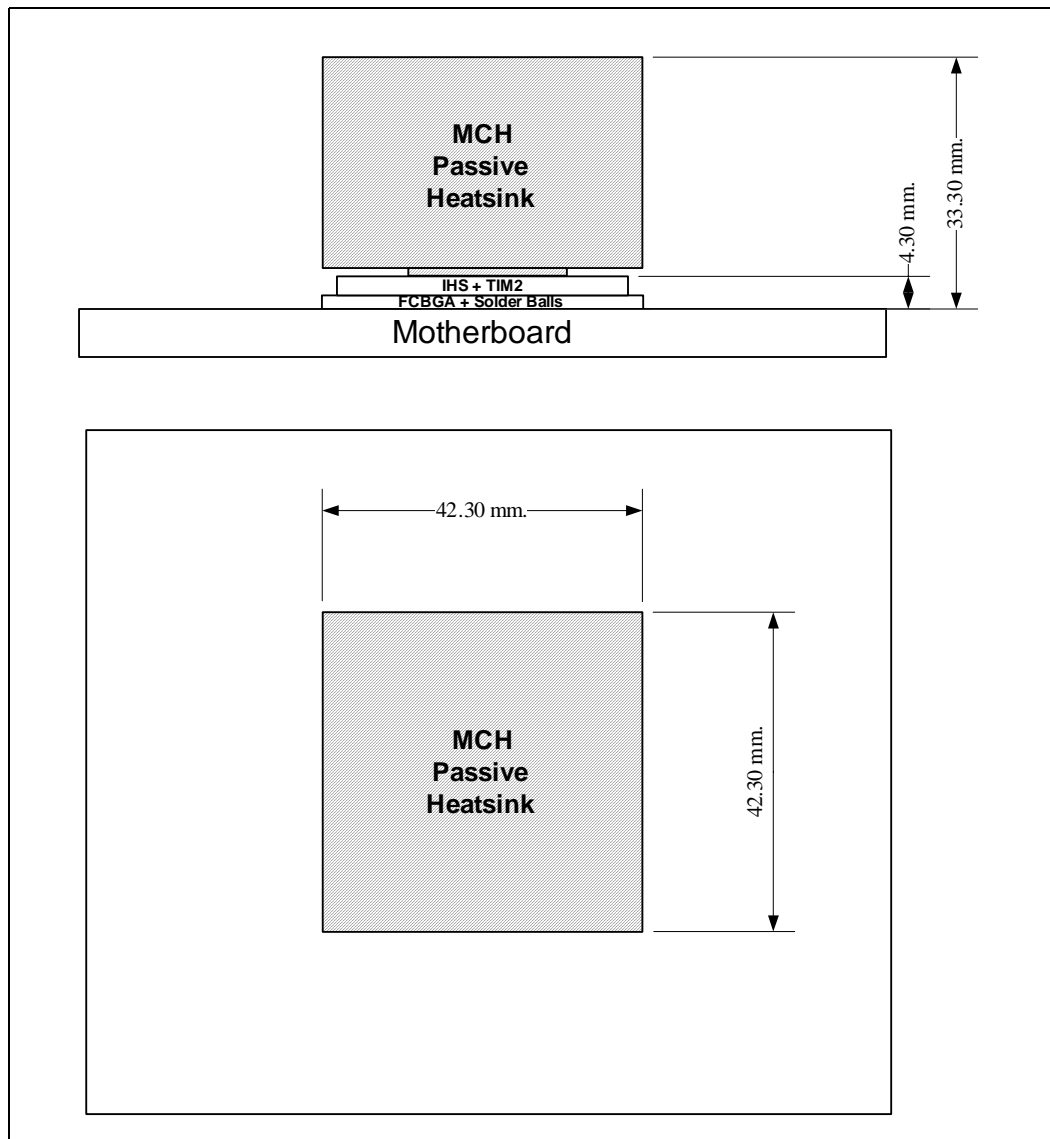 MCH
Passive
Heatsink
33.30 mm.
4.30 mm.
IHS + TIM2
FCBGA + Solder Balls
Motherboard
42.30 mm.
MCH
Passive
Heatsink
42.30 mm.